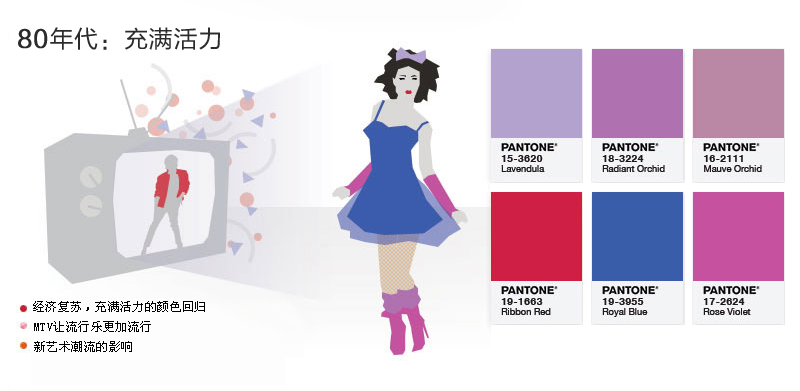 80年代：充满活力
PANTONE®
15-3620
Lavendula
PANTONE®
18-3224
Radiant Orchid
PANTONE®
16-2111
Mauve Orchid
PANTONE®
19-1663
Ribbon Red
PANTONE®
19-3955
Royal Blue
PANTONE®
17-2624
Rose Violet
经济复苏，充满活力的颜色回归
MTV让流行乐更加流行
新艺术潮流的影响